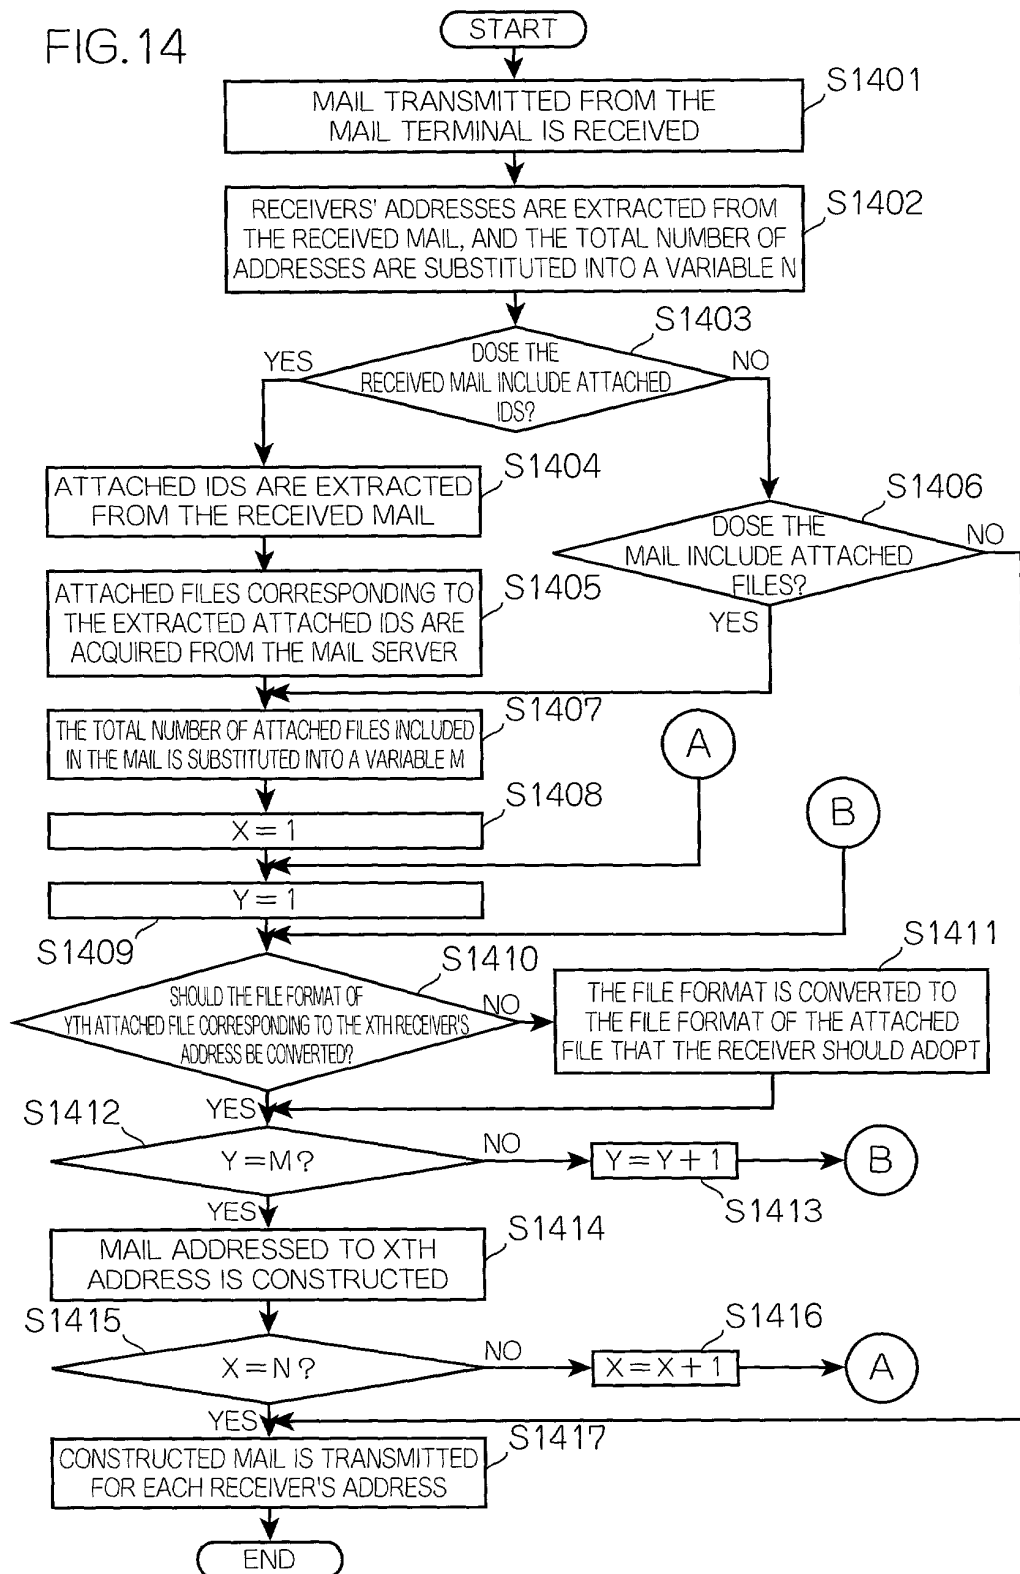 FIG.14
START
S1401
MAIL TRANSMITTED FROM THE
MAIL TERMINAL IS RECEIVED
S1402
RECEIVERS' ADDRESSES ARE EXTRACTED FROM
THE RECEIVED MAIL, AND THE TOTAL NUMBER OF
ADDRESSES ARE SUBSTITUTED INTO A VARIABLE N
S1403
YES
DOSE THE
RECEIVED MAIL INCLUDE ATTACHED
IDS?
NO
S1404
ATTACHED IDS ARE EXTRACTED
FROM THE RECEIVED MAIL
S1406
DOSE THE
MAIL INCLUDE ATTACHED
FILES?
NO
YES
S1405
ATTACHED FILES CORRESPONDING TO
THE EXTRACTED ATTACHED IDS ARE
ACQUIRED FROM THE MAIL SERVER
S1407
THE TOTAL NUMBER OF ATTACHED FILES INCLUDED
IN THE MAIL IS SUBSTITUTED INTO A VARIABLE M
A
S1408
X = 1
B
Y = 1
S1409
S1410
SHOULD THE FILE FORMAT OF
YTH ATTACHED FILE CORRESPONDING TO THE XTH RECEIVER'S
ADDRESS BE CONVERTED?
NO
S1411
THE FILE FORMAT IS CONVERTED TO
THE FILE FORMAT OF THE ATTACHED
FILE THAT THE RECEIVER SHOULD ADOPT
YES
S1412
Y=M?
NO
Y=Y+1
B
S1413
YES
S1414
MAIL ADDRESSED TO XTH
ADDRESS IS CONSTRUCTED
S1415
X=N?
NO
S1416
X=X+1
A
YES
S1417
CONSTRUCTED MAIL IS TRANSMITTED
FOR EACH RECEIVER'S ADDRESS
END